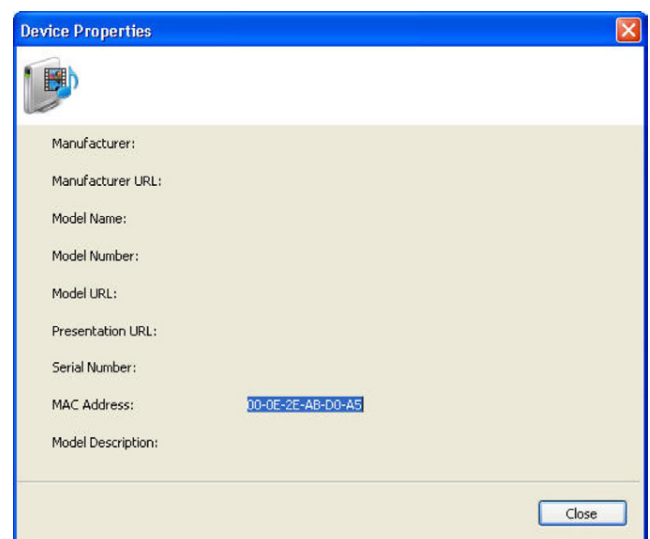 Device Properties
Manufacturer:
Manufacturer URL:
Model Name:
Model Number:
Model URL:
Presentation URL:
Serial Number:
MAC Address: 00-0E-2E-AB-D0-A5
Model Description:
Close